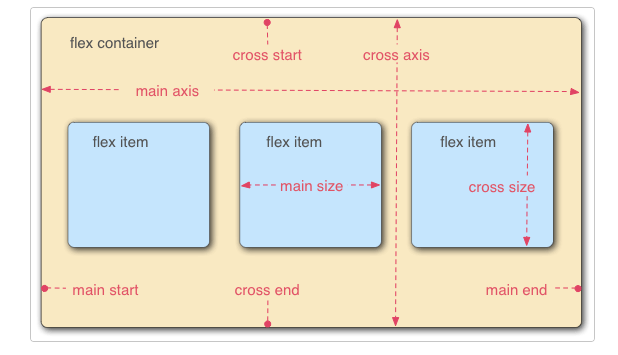 flex container
cross start
cross axis
main axis
flex item
flex item
flex item
main size
cross size
main start
cross end
main end